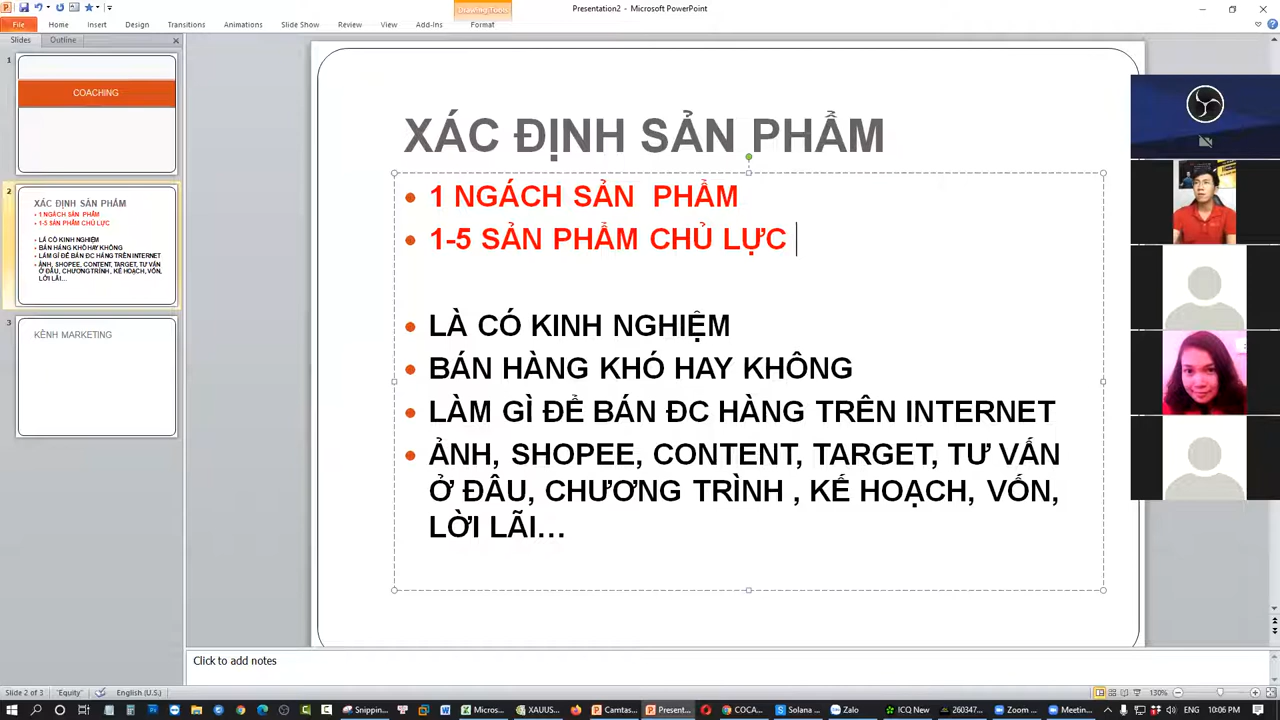 Presentation2 - Microsoft PowerPoint
Drawing Tools
File Home Insert Design Transitions Animations Slide Show Review View Add-Ins Format
Slides Outline
1
COACHING
2
XÁC ĐỊNH SẢN PHẨM
1 NGÁCH SẢN PHẨM
1-5 SẢN PHẨM CHỦ LỰC
LÀ CÓ KINH NGHIỆM
BÁN HÀNG KHÓ HAY KHÔNG
LÀM GÌ ĐỂ BÁN ĐC HÀNG TRÊN INTERNET
ẢNH, SHOPEE, CONTENT, TARGET, TƯ VẤN
Ở ĐÂU, CHƯƠNG TRÌNH , KẾ HOẠCH, VỐN,
LỜI LÃI...
3
KÊNH MARKETING
XÁC ĐỊNH SẢN PHẨM
1 NGÁCH SẢN PHẨM
1-5 SẢN PHẨM CHỦ LỰC
LÀ CÓ KINH NGHIỆM
BÁN HÀNG KHÓ HAY KHÔNG
LÀM GÌ ĐỂ BÁN ĐC HÀNG TRÊN INTERNET
ẢNH, SHOPEE, CONTENT, TARGET, TƯ VẤN
Ở ĐÂU, CHƯƠNG TRÌNH , KẾ HOẠCH, VỐN,
LỜI LÃI...
Click to add notes
Slide 2 of 3 "Equity" English (U.S.) 130%
Snippin... Micros... XAUUS... Camtas... Present... COCA... Solana ... Zalo ICQ New 260347... Zoom ... Meetin... ENG 10:06 PM